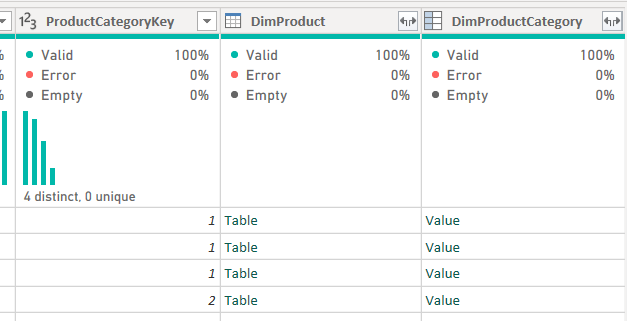 1²3 ProductCategoryKey DimProduct DimProductCategory
% Valid 100% Valid 100% Valid 100%
% Error 0% Error 0% Error 0%
% Empty 0% Empty 0% Empty 0%
4 distinct, 0 unique
1 Table Value
1 Table Value
1 Table Value
2 Table Value